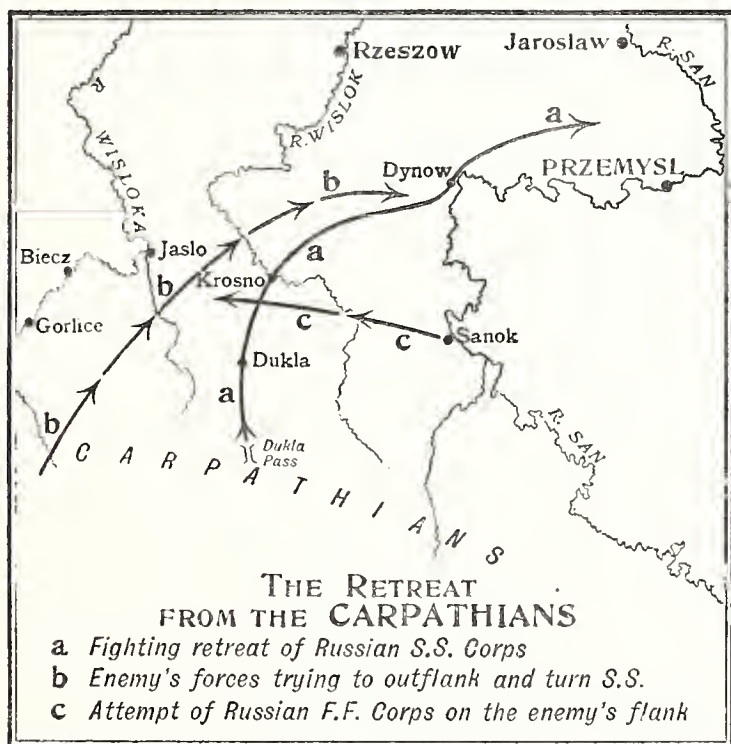 Rzeszow
Jaroslaw
R. SAN
R. WISLOKA
R. WISLOK
a
Dynow
PRZEMYSL
b
Biecz
Jaslo
a
b
Krosno
Gorlice
c
c
Sanok
Dukla
a
b
Dukla
Pass
R. SAN
CARPATHIANS
THE RETREAT
FROM THE CARPATHIANS
a Fighting retreat of Russian S.S. Corps
b Enemy's forces trying to outflank and turn S.S.
c Attempt of Russian F.F. Corps on the enemy's flank